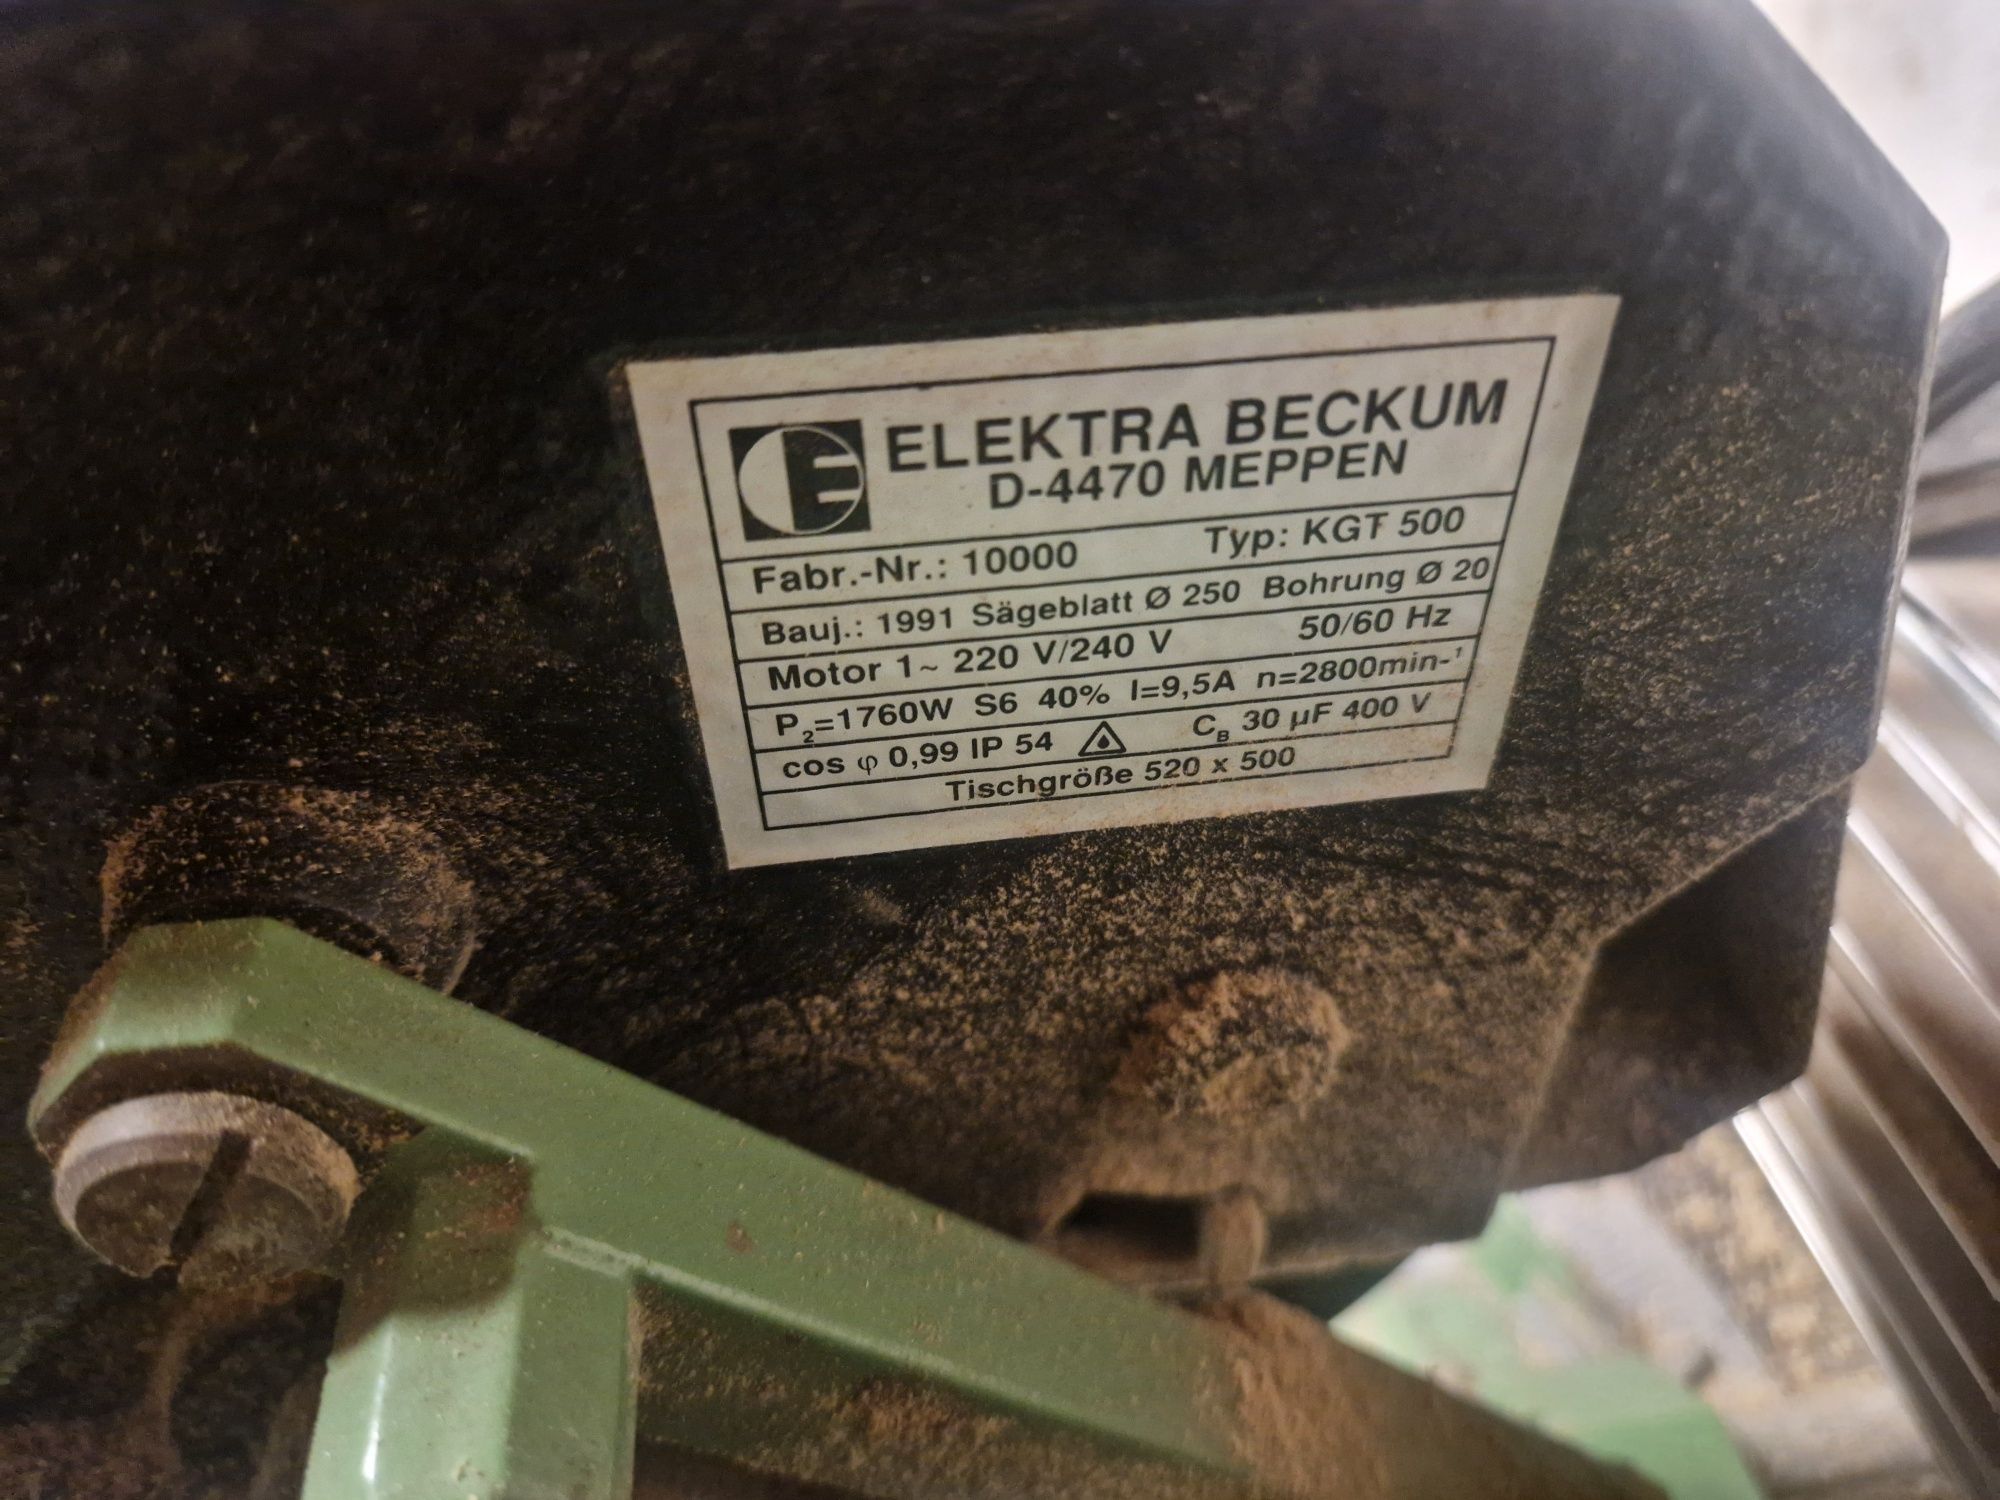 ELEKTRA BECKUM
D-4470 MEPPEN
Fabr.-Nr.: 10000 Typ: KGT 500
Bauj.: 1991 Sägeblatt Ø 250 Bohrung Ø 20
Motor 1~ 220 V/240 V 50/60 Hz
P₂=1760W S6 40% I=9,5A n=2800min-¹
cos φ 0,99 IP 54 C_B 30 µF 400 V
Tischgröße 520 x 500